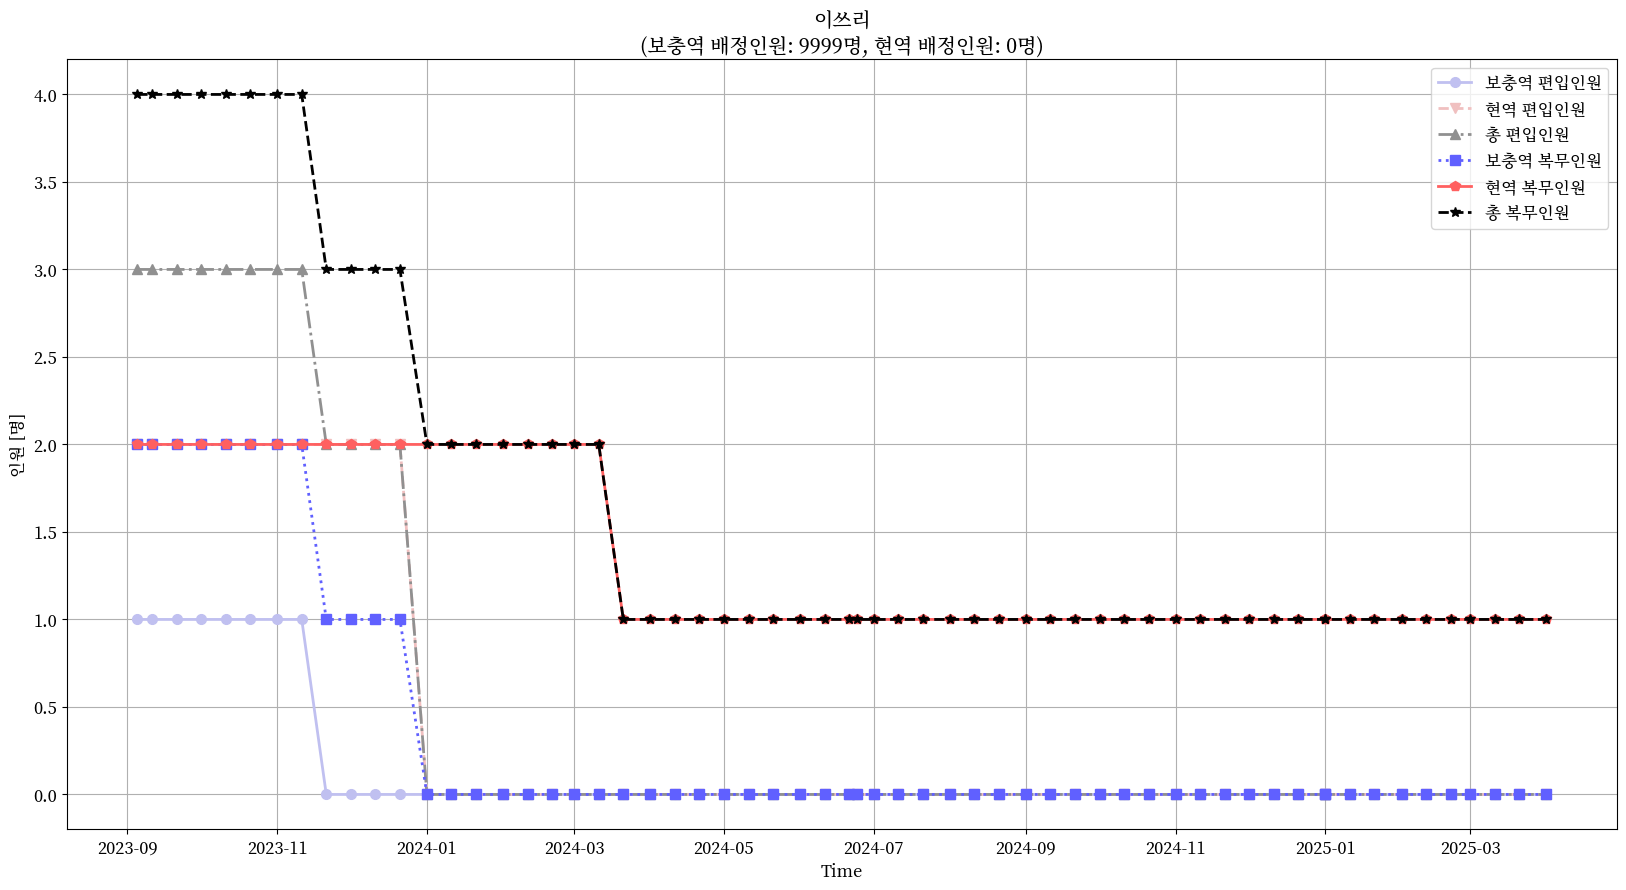 이쓰리
(보충역 배정인원: 9999명, 현역 배정인원: 0명)
보충역 편입인원
현역 편입인원
총 편입인원
보충역 복무인원
현역 복무인원
총 복무인원
인원 [명]
4.0
3.5
3.0
2.5
2.0
1.5
1.0
0.5
0.0
2023-09
2023-11
2024-01
2024-03
2024-05
2024-07
2024-09
2024-11
2025-01
2025-03
Time